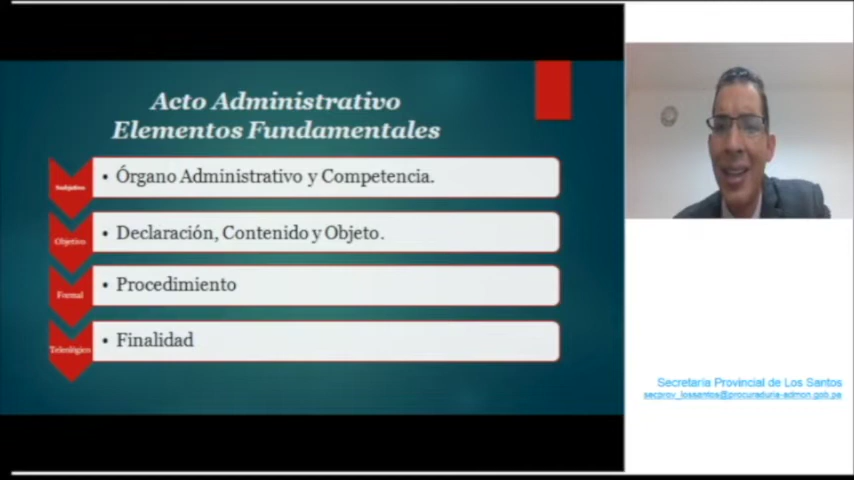 Acto Administrativo
Elementos Fundamentales
Subjetivo
• Órgano Administrativo y Competencia.
Objetivo
• Declaración, Contenido y Objeto.
Formal
• Procedimiento
Teleológico
• Finalidad
Secretaría Provincial de Los Santos
secprov_lossantos@procuraduria-admon.gob.pa